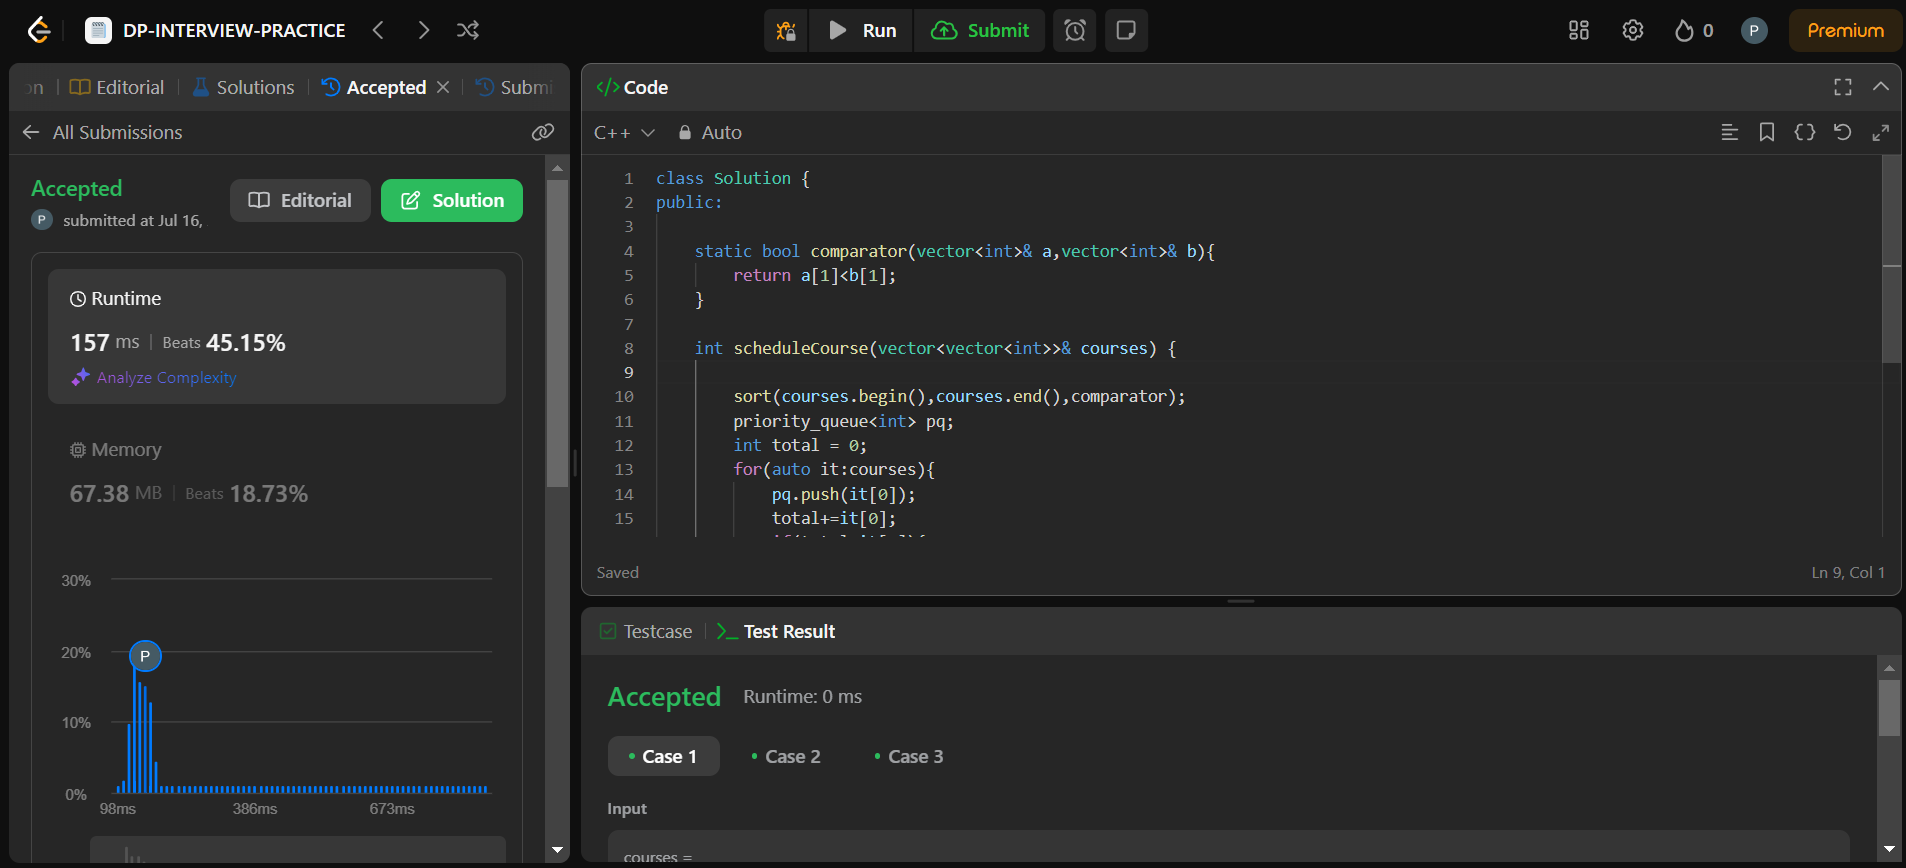 DP-INTERVIEW-PRACTICE
Run
Submit
0
P
Premium
on
Editorial
Solutions
Accepted
Submi
All Submissions
Accepted
P submitted at Jul 16,
Editorial
Solution
Runtime
157 ms | Beats 45.15%
Analyze Complexity
Memory
67.38 MB | Beats 18.73%
30%
20%
10%
0%
P
98ms 386ms 673ms
</> Code
C++
Auto
1 class Solution {
2 public:
3
4 static bool comparator(vector<int>& a,vector<int>& b){
5 return a[1]<b[1];
6 }
7
8 int scheduleCourse(vector<vector<int>>& courses) {
9
10 sort(courses.begin(),courses.end(),comparator);
11 priority_queue<int> pq;
12 int total = 0;
13 for(auto it:courses){
14 pq.push(it[0]);
15 total+=it[0];
Saved
Ln 9, Col 1
Testcase
Test Result
Accepted Runtime: 0 ms
Case 1
Case 2
Case 3
Input
courses =